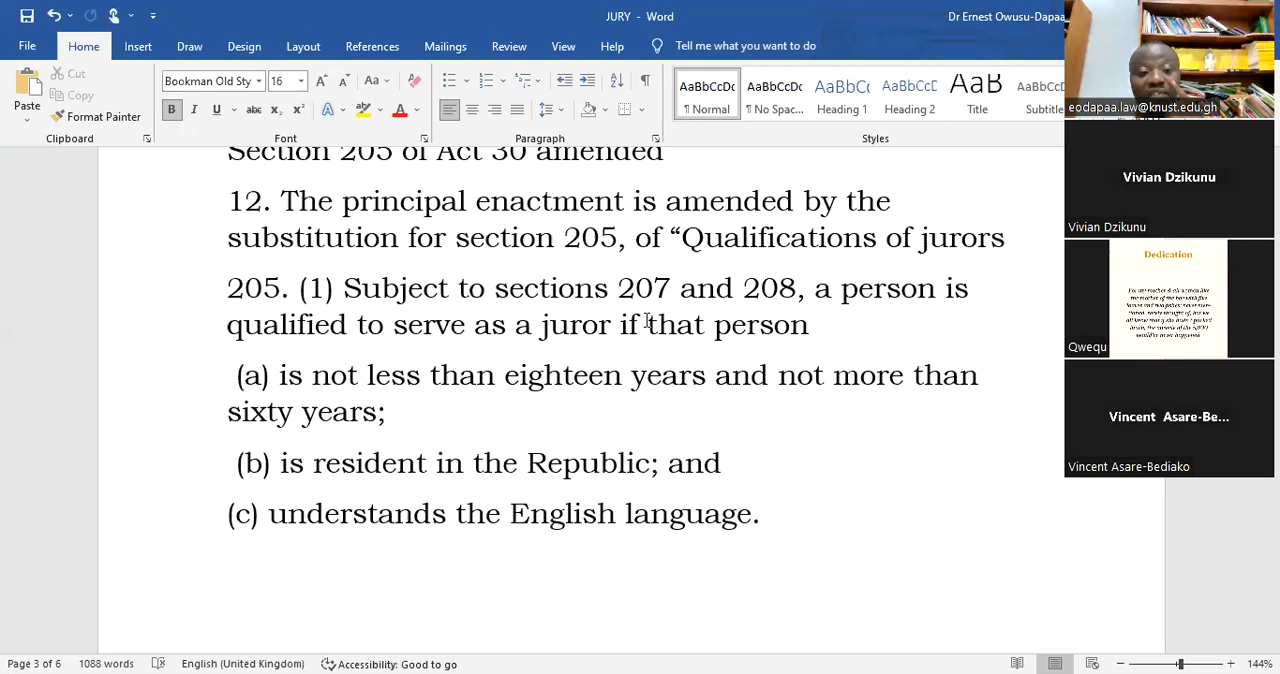 JURY - Word
Dr Ernest Owusu-Dapaa
File
Home
Insert
Draw
Design
Layout
References
Mailings
Review
View
Help
Tell me what you want to do
Paste
Cut
Copy
Format Painter
Clipboard
Bookman Old Sty
16
Aa
B I U abc x₂ x²
A
Font
Paragraph
AaBbCcDc
¶ Normal
AaBbCcDc
¶ No Spac...
AaBbCcD
Heading 1
AaBbCcD
Heading 2
AaB
Title
AaBbCcD
Subtitle
Styles
Section 205 of Act 30 amended
12. The principal enactment is amended by the
substitution for section 205, of “Qualifications of jurors
205. (1) Subject to sections 207 and 208, a person is
qualified to serve as a juror if that person
(a) is not less than eighteen years and not more than
sixty years;
(b) is resident in the Republic; and
(c) understands the English language.
eodapaa.law@knust.edu.gh
Vivian Dzikunu
Vivian Dzikunu
Dedication
Qwequ
Vincent Asare-Be...
Vincent Asare-Bediako
Page 3 of 6
1088 words
English (United Kingdom)
Accessibility: Good to go
144%